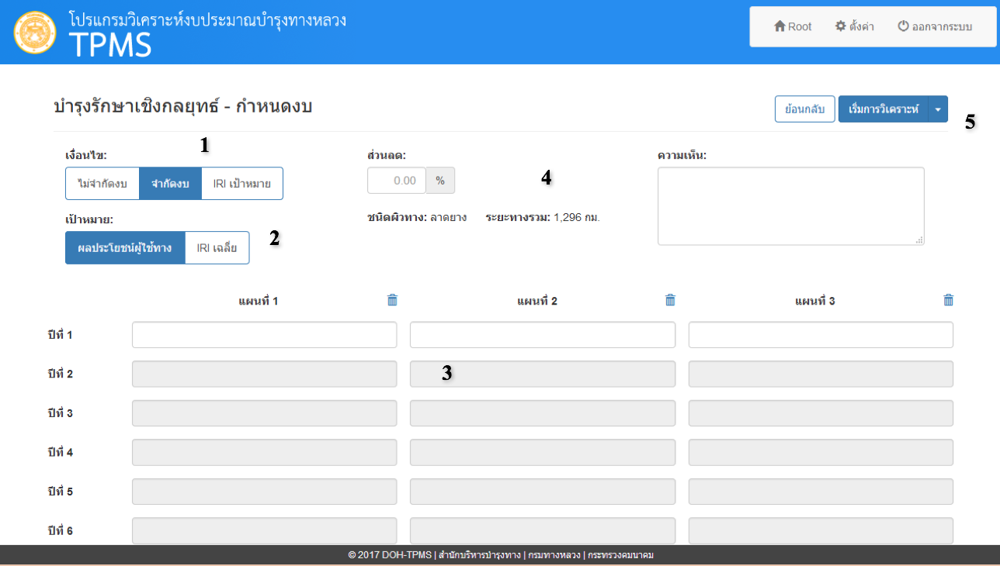 โปรแกรมวิเคราะห์งบประมาณบำรุงทางหลวง
TPMS
Root ตั้งค่า ออกจากระบบ
บำรุงรักษาเชิงกลยุทธ์ - กำหนดงบ
ย้อนกลับ เริ่มการวิเคราะห์
5
1
เงื่อนไข: ส่วนลด: ความเห็น:
ไม่จำกัดงบ จำกัดงบ IRI เป้าหมาย 0.00 % 4
เป้าหมาย: ชนิดผิวทาง: ลาดยาง ระยะทางรวม: 1,296 กม.
ผลประโยชน์ผู้ใช้ทาง IRI เฉลี่ย 2
แผนที่ 1 แผนที่ 2 แผนที่ 3
ปีที่ 1
ปีที่ 2 3
ปีที่ 3
ปีที่ 4
ปีที่ 5
ปีที่ 6
© 2017 DOH-TPMS | สำนักบริหารบำรุงทาง | กรมทางหลวง | กระทรวงคมนาคม